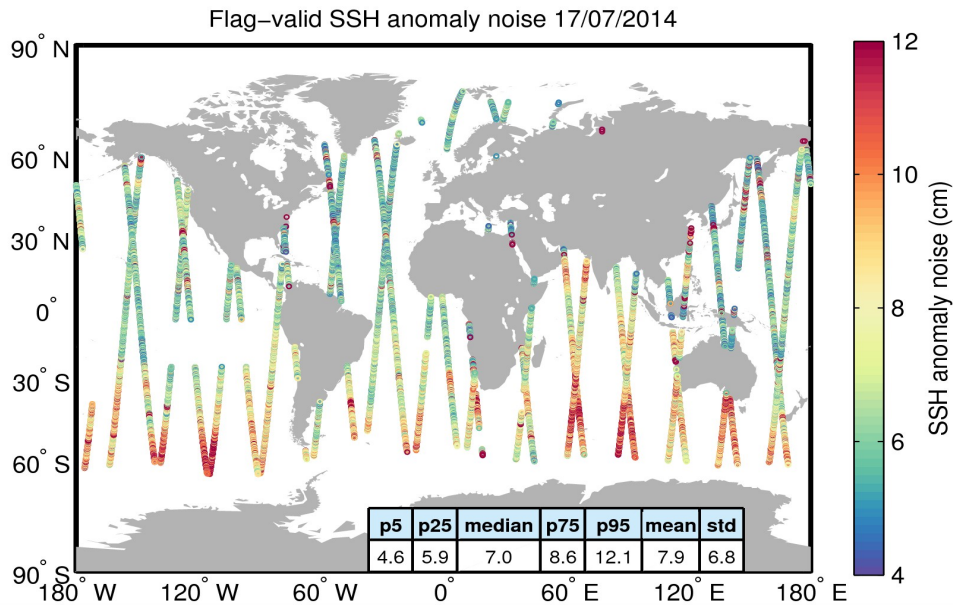 Flag−valid SSH anomaly noise 17/07/2014
90° N
60° N
30° N
0°
30° S
60° S
90° S
180° W
120° W
60° W
0°
60° E
120° E
180° E
p5 p25 median p75 p95 mean std
4.6 5.9 7.0 8.6 12.1 7.9 6.8
12
10
8
6
4
SSH anomaly noise (cm)